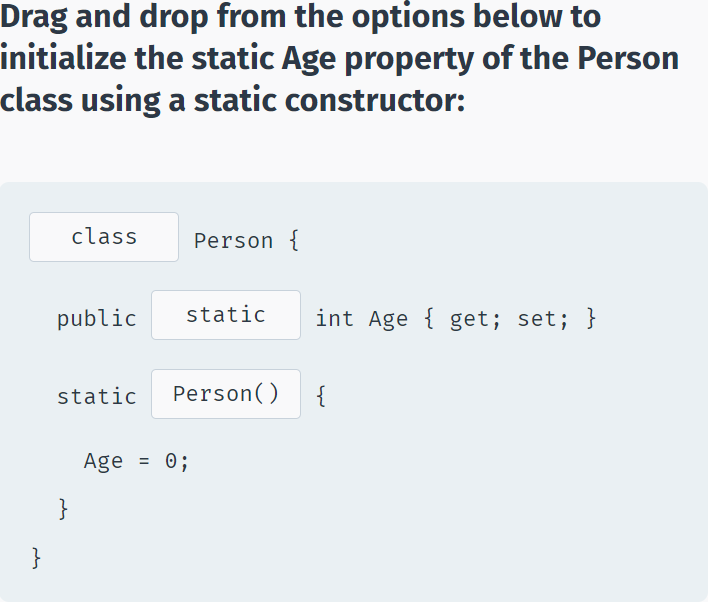 Drag and drop from the options below to
initialize the static Age property of the Person
class using a static constructor:
class Person {
public static int Age { get; set; }
static Person() {
Age = 0;
}
}